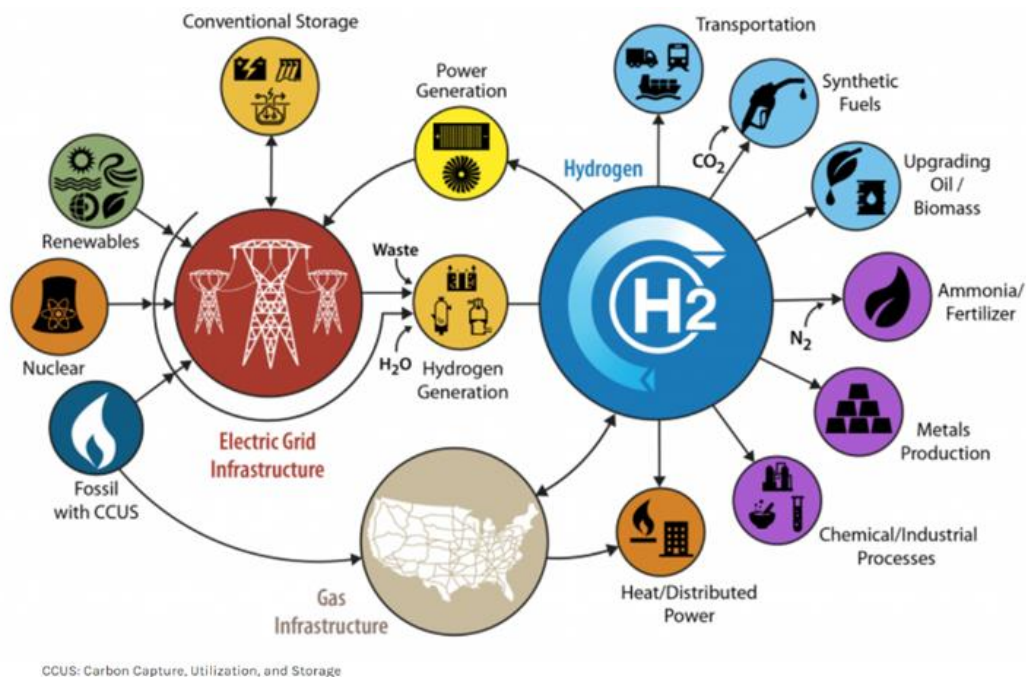 Conventional Storage
Transportation
Power
Generation
Synthetic
Fuels
CO2
Hydrogen
Upgrading
Oil /
Biomass
Renewables
Waste
H2
Ammonia/
Fertilizer
N2
Nuclear
H2O
Hydrogen
Generation
Metals
Production
Electric Grid
Infrastructure
Fossil
with CCUS
Chemical/Industrial
Processes
Gas
Infrastructure
Heat/Distributed
Power
CCUS: Carbon Capture, Utilization, and Storage